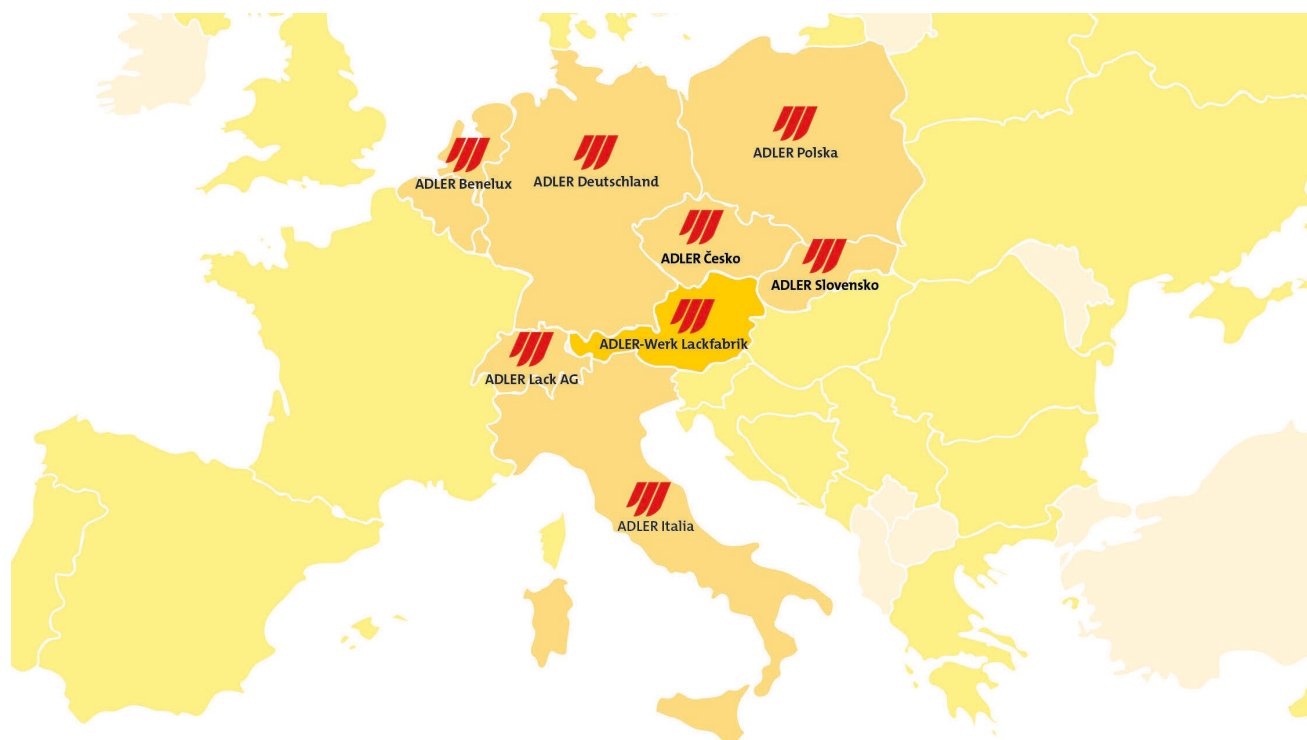 ADLER Polska
ADLER Benelux
ADLER Deutschland
ADLER Česko
ADLER Slovensko
ADLER-Werk Lackfabrik
ADLER Lack AG
ADLER Italia